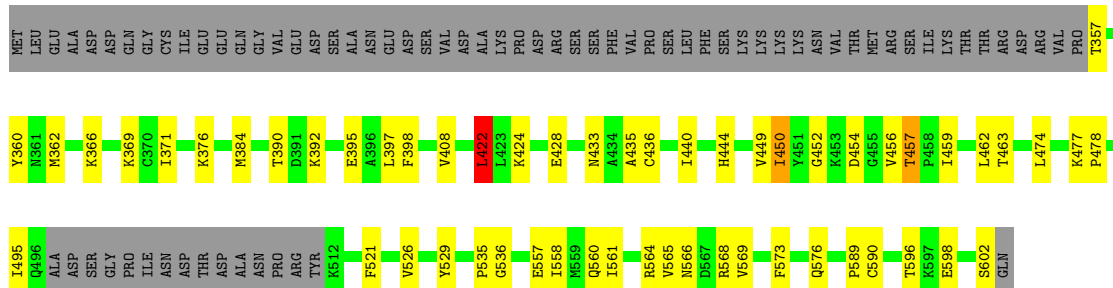 MET LEU GLU ALA ASP ASP GLN GLY CYS ILE GLU GLU GLN GLY VAL GLU ASP SER ALA ASN GLU ASP SER VAL ASP ALA LYS PRO ASP ARG SER SER PHE VAL PRO SER LEU PHE SER LYS LYS LYS LYS ASN VAL THR MET ARG SER ILE LYS THR THR ARG ASP ARG VAL PRO T357
Y360 N361 M362 K366 K369 C370 I371 K376 M384 T390 D391 K392 E395 A396 L397 F398 V408 L422 L423 K424 E428 N433 A434 A435 C436 I440 H444 V449 I450 Y451 G452 K453 D454 G455 V456 T457 P458 I459 L462 T463 L474 K477 P478
I495 Q496 ALA ASP SER GLY PRO ILE ASN ASP THR ASP ALA ASN PRO ARG TYR K512 F521 V526 Y529 P535 G536 E557 I558 M559 Q560 I561 R564 V565 N566 D567 R568 V569 F573 Q576 P589 C590 T596 K597 E598 S602 GLN